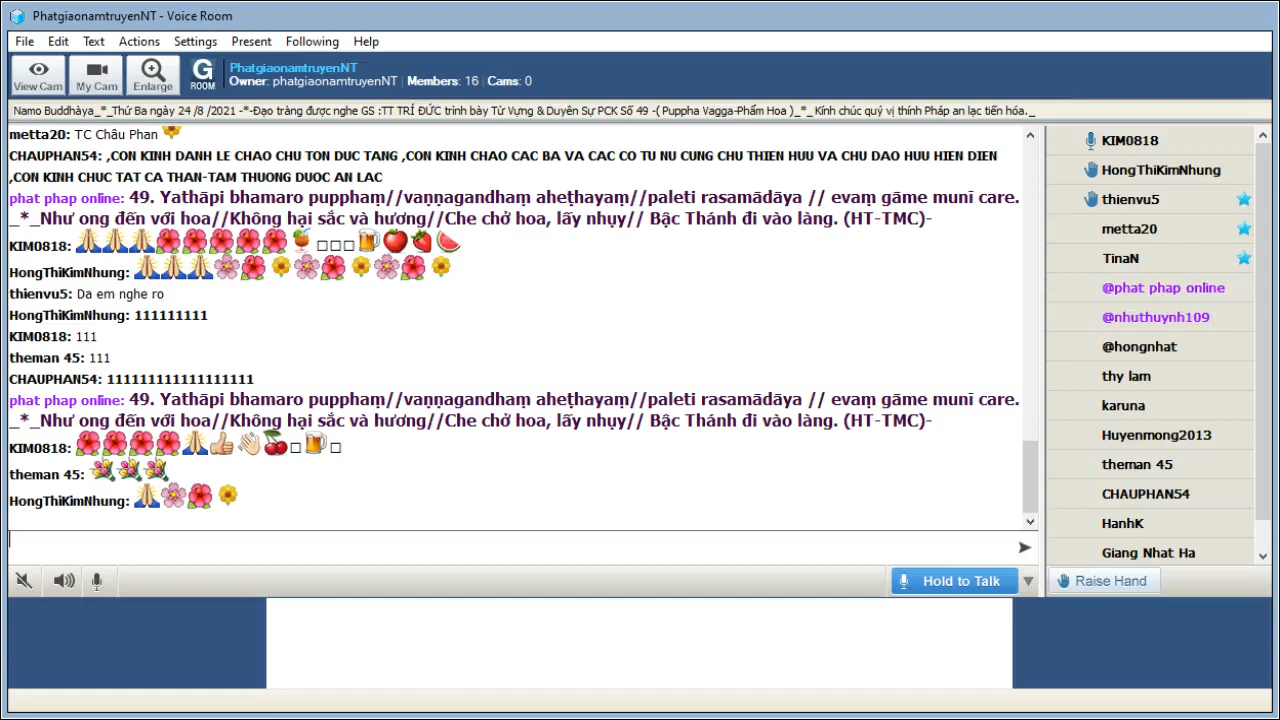 PhatgiaonamtruyenNT - Voice Room
File Edit Text Actions Settings Present Following Help
View Cam My Cam Enlarge G ROOM
PhatgiaonamtruyenNT
Owner: phatgiaonamtruyenNT | Members: 16 | Cams: 0
Namo Buddhàya_*_Thứ Ba ngày 24 /8 /2021 -*-Đạo tràng được nghe GS :TT TRÍ ĐỨC trình bày Từ Vựng & Duyên Sự PCK Số 49 -( Puppha Vagga-Phẩm Hoa )_*_Kính chúc quý vị thính Pháp an lạc tiến hóa._
metta20: TC Châu Phan
CHAUPHAN54: ,CON KINH DANH LE CHAO CHU TON DUC TANG ,CON KINH CHAO CAC BA VA CAC CO TU NU CUNG CHU THIEN HUU VA CHU DAO HUU HIEN DIEN
,CON KINH CHUC TAT CA THAN-TAM THUONG DUOC AN LAC
phat phap online: 49. Yathāpi bhamaro pupphaṃ//vaṇṇagandhaṃ aheṭhayaṃ//paleti rasamādāya // evaṃ gāme munī care.
_*_Như ong đến với hoa//Không hại sắc và hương//Che chở hoa, lấy nhụy// Bậc Thánh đi vào làng. (HT-TMC)-
KIM0818:
HongThiKimNhung:
thienvu5: Da em nghe ro
HongThiKimNhung: 111111111
KIM0818: 111
theman 45: 111
CHAUPHAN54: 111111111111111111
phat phap online: 49. Yathāpi bhamaro pupphaṃ//vaṇṇagandhaṃ aheṭhayaṃ//paleti rasamādāya // evaṃ gāme munī care.
_*_Như ong đến với hoa//Không hại sắc và hương//Che chở hoa, lấy nhụy// Bậc Thánh đi vào làng. (HT-TMC)-
KIM0818:
theman 45:
HongThiKimNhung:
Hold to Talk
KIM0818
HongThiKimNhung
thienvu5
metta20
TinaN
@phat phap online
@nhuthuynh109
@hongnhat
thy lam
karuna
Huyenmong2013
theman 45
CHAUPHAN54
HanhK
Giang Nhat Ha
Raise Hand